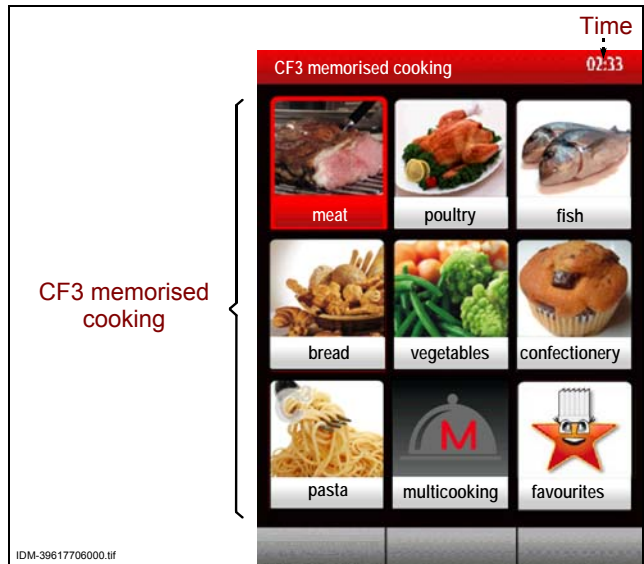 Time
CF3 memorised cooking
02:33
meat
poultry
fish
CF3 memorised
cooking
bread
vegetables
confectionery
pasta
M
multicooking
favourites
IDM-39617706000.tif